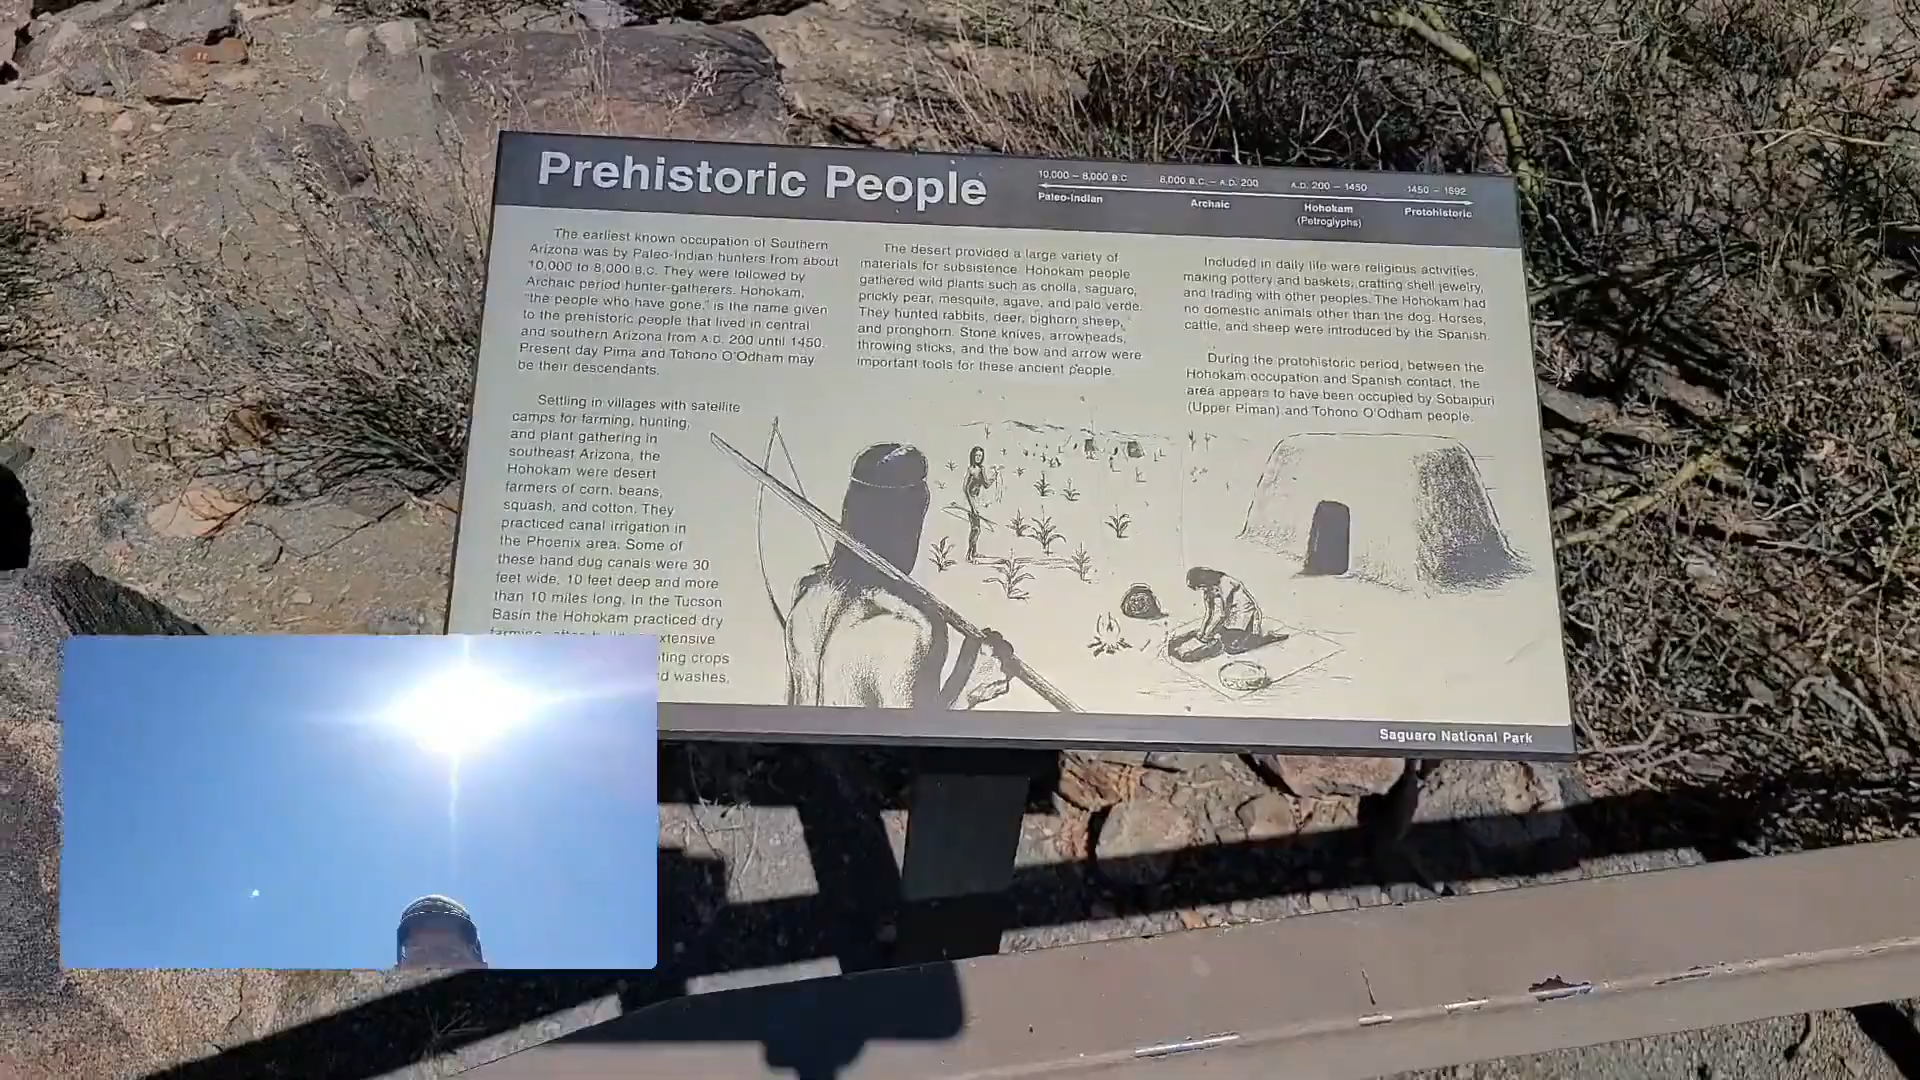 Prehistoric People
10,000 – 8,000 B.C.
8,000 B.C. – A.D. 200
A.D. 200 – 1450
1450 – 1692
Paleo-Indian
Archaic
Hohokam
(Petroglyphs)
Protohistoric
The earliest known occupation of Southern
Arizona was by Paleo-Indian hunters from about
10,000 to 8,000 B.C. They were followed by
Archaic period hunter-gatherers. Hohokam,
"the people who have gone," is the name given
to the prehistoric people that lived in central
and southern Arizona from A.D. 200 until 1450.
Present day Pima and Tohono O'Odham may
be their descendants.
Settling in villages with satellite
camps for farming, hunting,
and plant gathering in
southeast Arizona, the
Hohokam were desert
farmers of corn, beans,
squash, and cotton. They
practiced canal irrigation in
the Phoenix area. Some of
these hand dug canals were 30
feet wide, 10 feet deep and more
than 10 miles long. In the Tucson
Basin the Hohokam practiced dry
xtensive
ting crops
d washes.
The desert provided a large variety of
materials for subsistence. Hohokam people
gathered wild plants such as cholla, saguaro,
prickly pear, mesquite, agave, and palo verde.
They hunted rabbits, deer, bighorn sheep,
and pronghorn. Stone knives, arrowheads,
throwing sticks, and the bow and arrow were
important tools for these ancient people.
Included in daily life were religious activities,
making pottery and baskets, crafting shell jewelry,
and trading with other peoples. The Hohokam had
no domestic animals other than the dog. Horses,
cattle, and sheep were introduced by the Spanish.
During the protohistoric period, between the
Hohokam occupation and Spanish contact, the
area appears to have been occupied by Sobaipuri
(Upper Piman) and Tohono O'Odham people.
Saguaro National Park